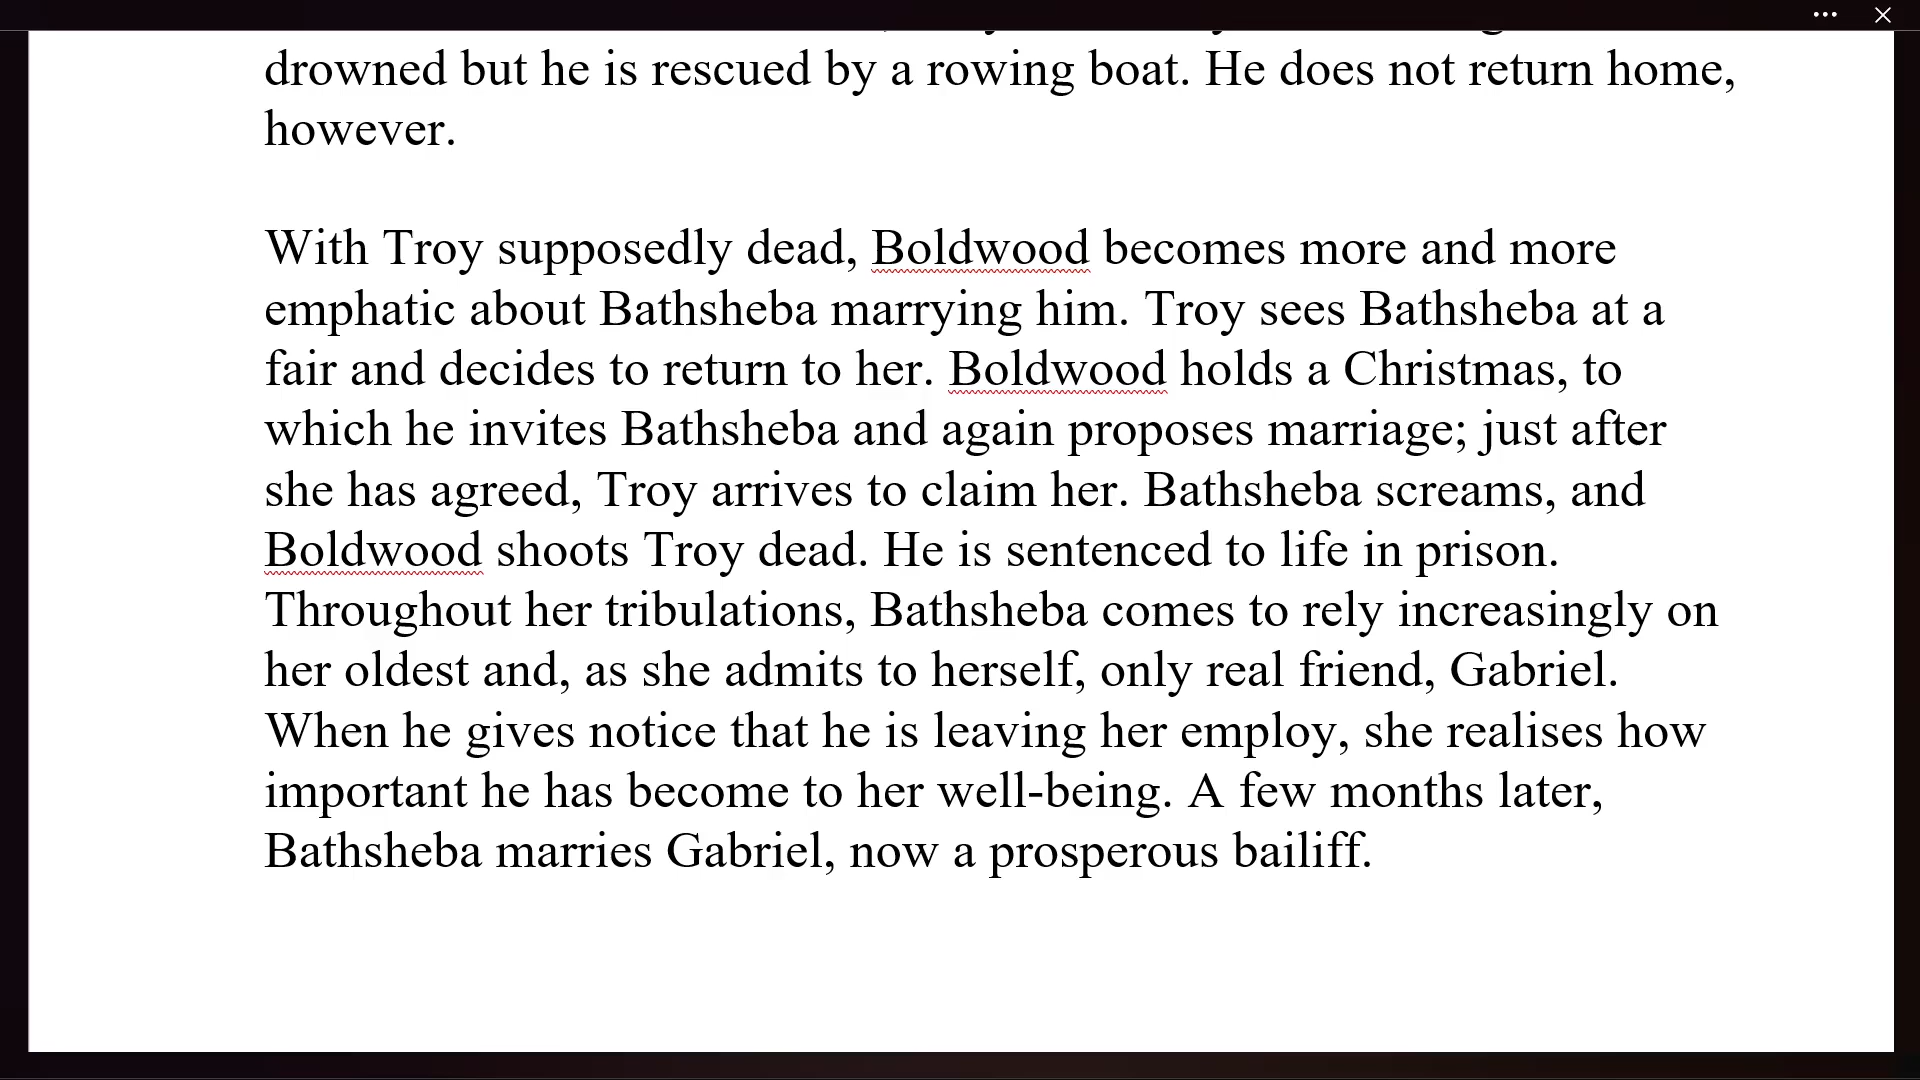 drowned but he is rescued by a rowing boat. He does not return home,
however.
With Troy supposedly dead, Boldwood becomes more and more
emphatic about Bathsheba marrying him. Troy sees Bathsheba at a
fair and decides to return to her. Boldwood holds a Christmas, to
which he invites Bathsheba and again proposes marriage; just after
she has agreed, Troy arrives to claim her. Bathsheba screams, and
Boldwood shoots Troy dead. He is sentenced to life in prison.
Throughout her tribulations, Bathsheba comes to rely increasingly on
her oldest and, as she admits to herself, only real friend, Gabriel.
When he gives notice that he is leaving her employ, she realises how
important he has become to her well-being. A few months later,
Bathsheba marries Gabriel, now a prosperous bailiff.